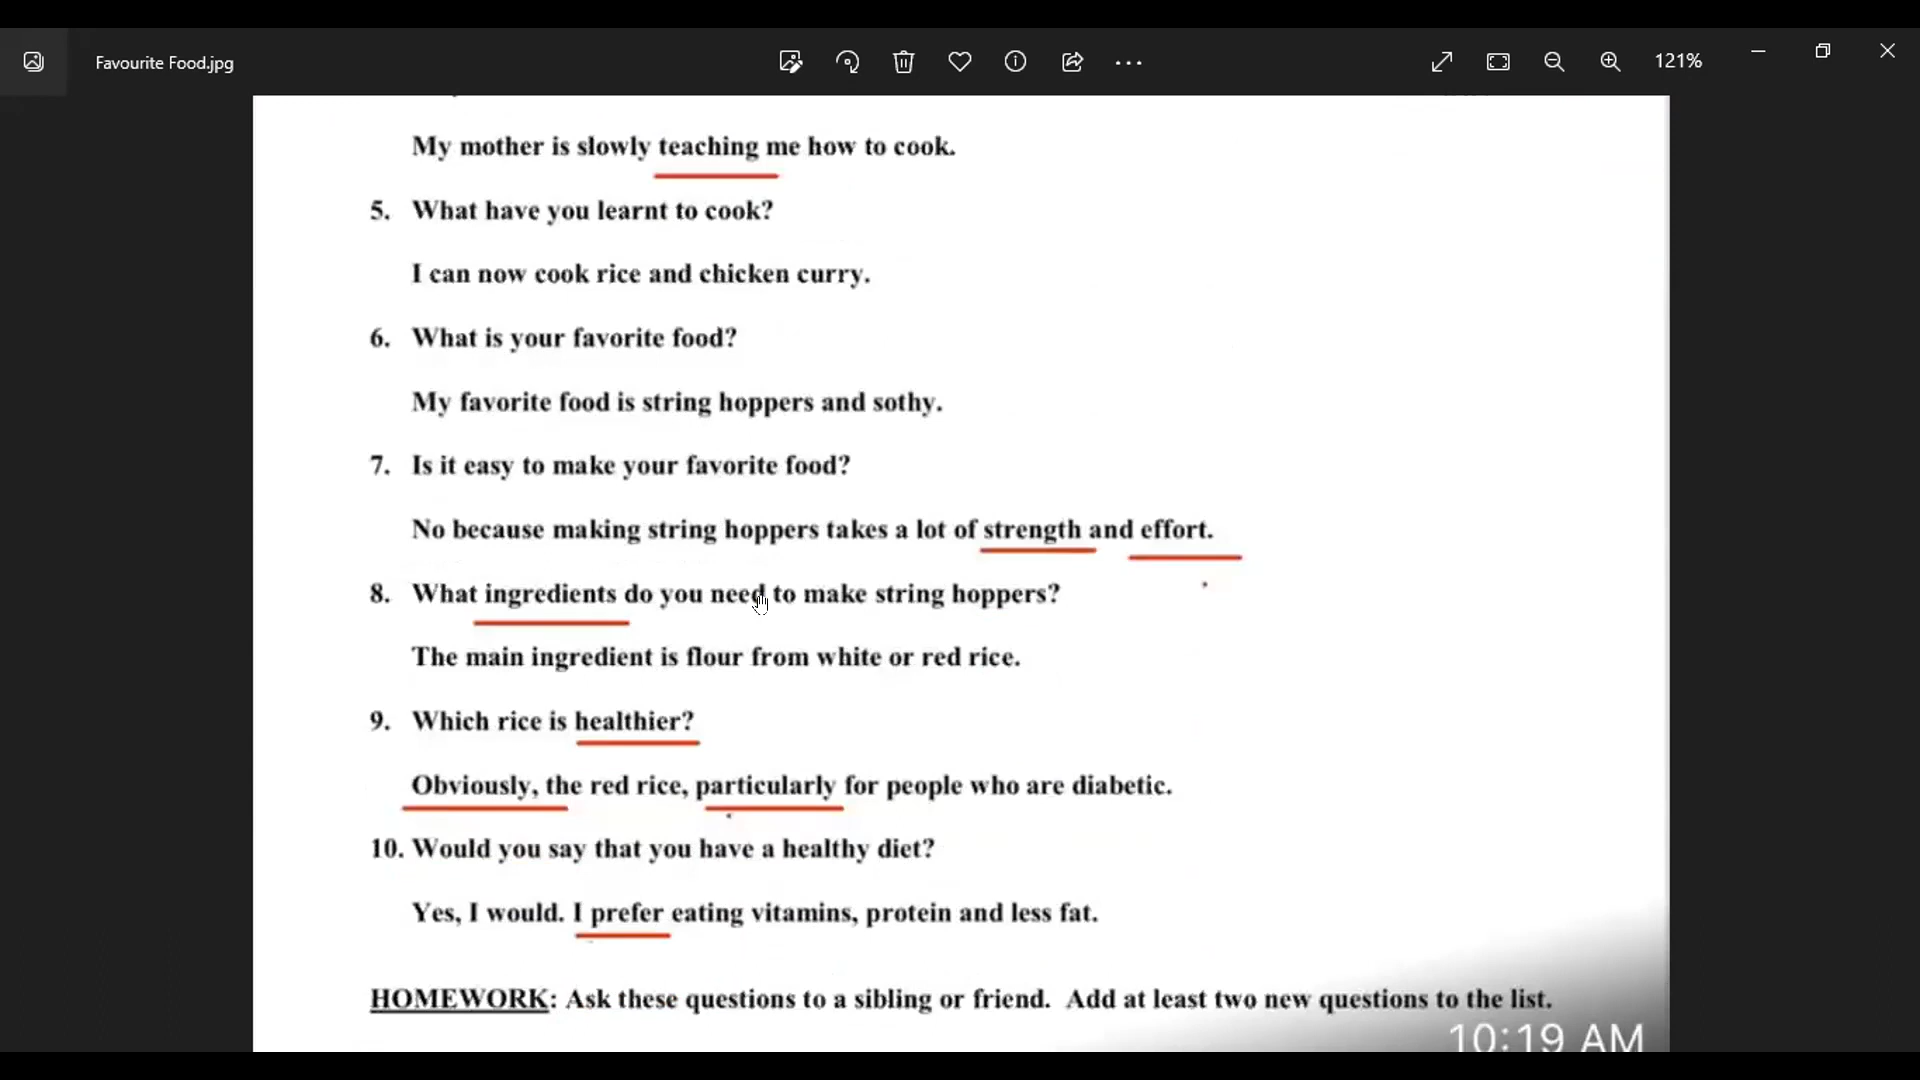 Favourite Food.jpg
121%
My mother is slowly teaching me how to cook.
5. What have you learnt to cook?
I can now cook rice and chicken curry.
6. What is your favorite food?
My favorite food is string hoppers and sothy.
7. Is it easy to make your favorite food?
No because making string hoppers takes a lot of strength and effort.
8. What ingredients do you need to make string hoppers?
The main ingredient is flour from white or red rice.
9. Which rice is healthier?
Obviously, the red rice, particularly for people who are diabetic.
10. Would you say that you have a healthy diet?
Yes, I would. I prefer eating vitamins, protein and less fat.
HOMEWORK: Ask these questions to a sibling or friend. Add at least two new questions to the list.
10:19 AM